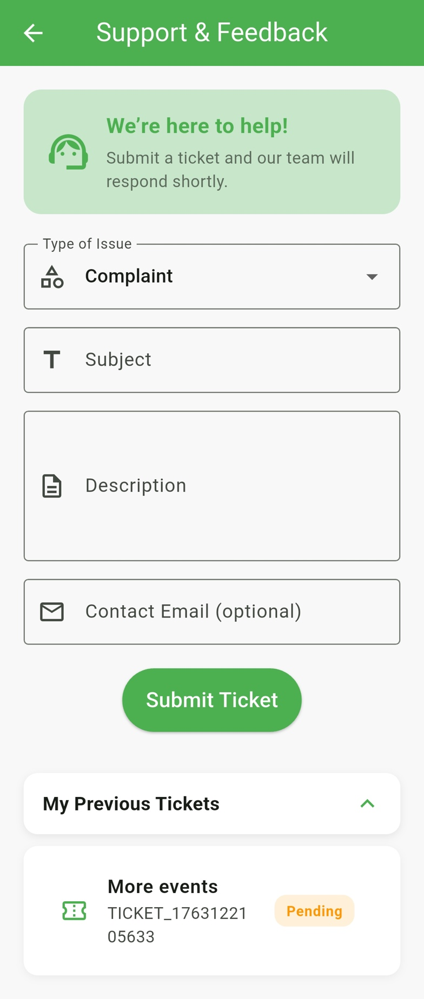 Support & Feedback
We’re here to help!
Submit a ticket and our team will
respond shortly.
Type of Issue
Complaint
Subject
Description
Contact Email (optional)
Submit Ticket
My Previous Tickets
More events
TICKET_17631221
05633
Pending